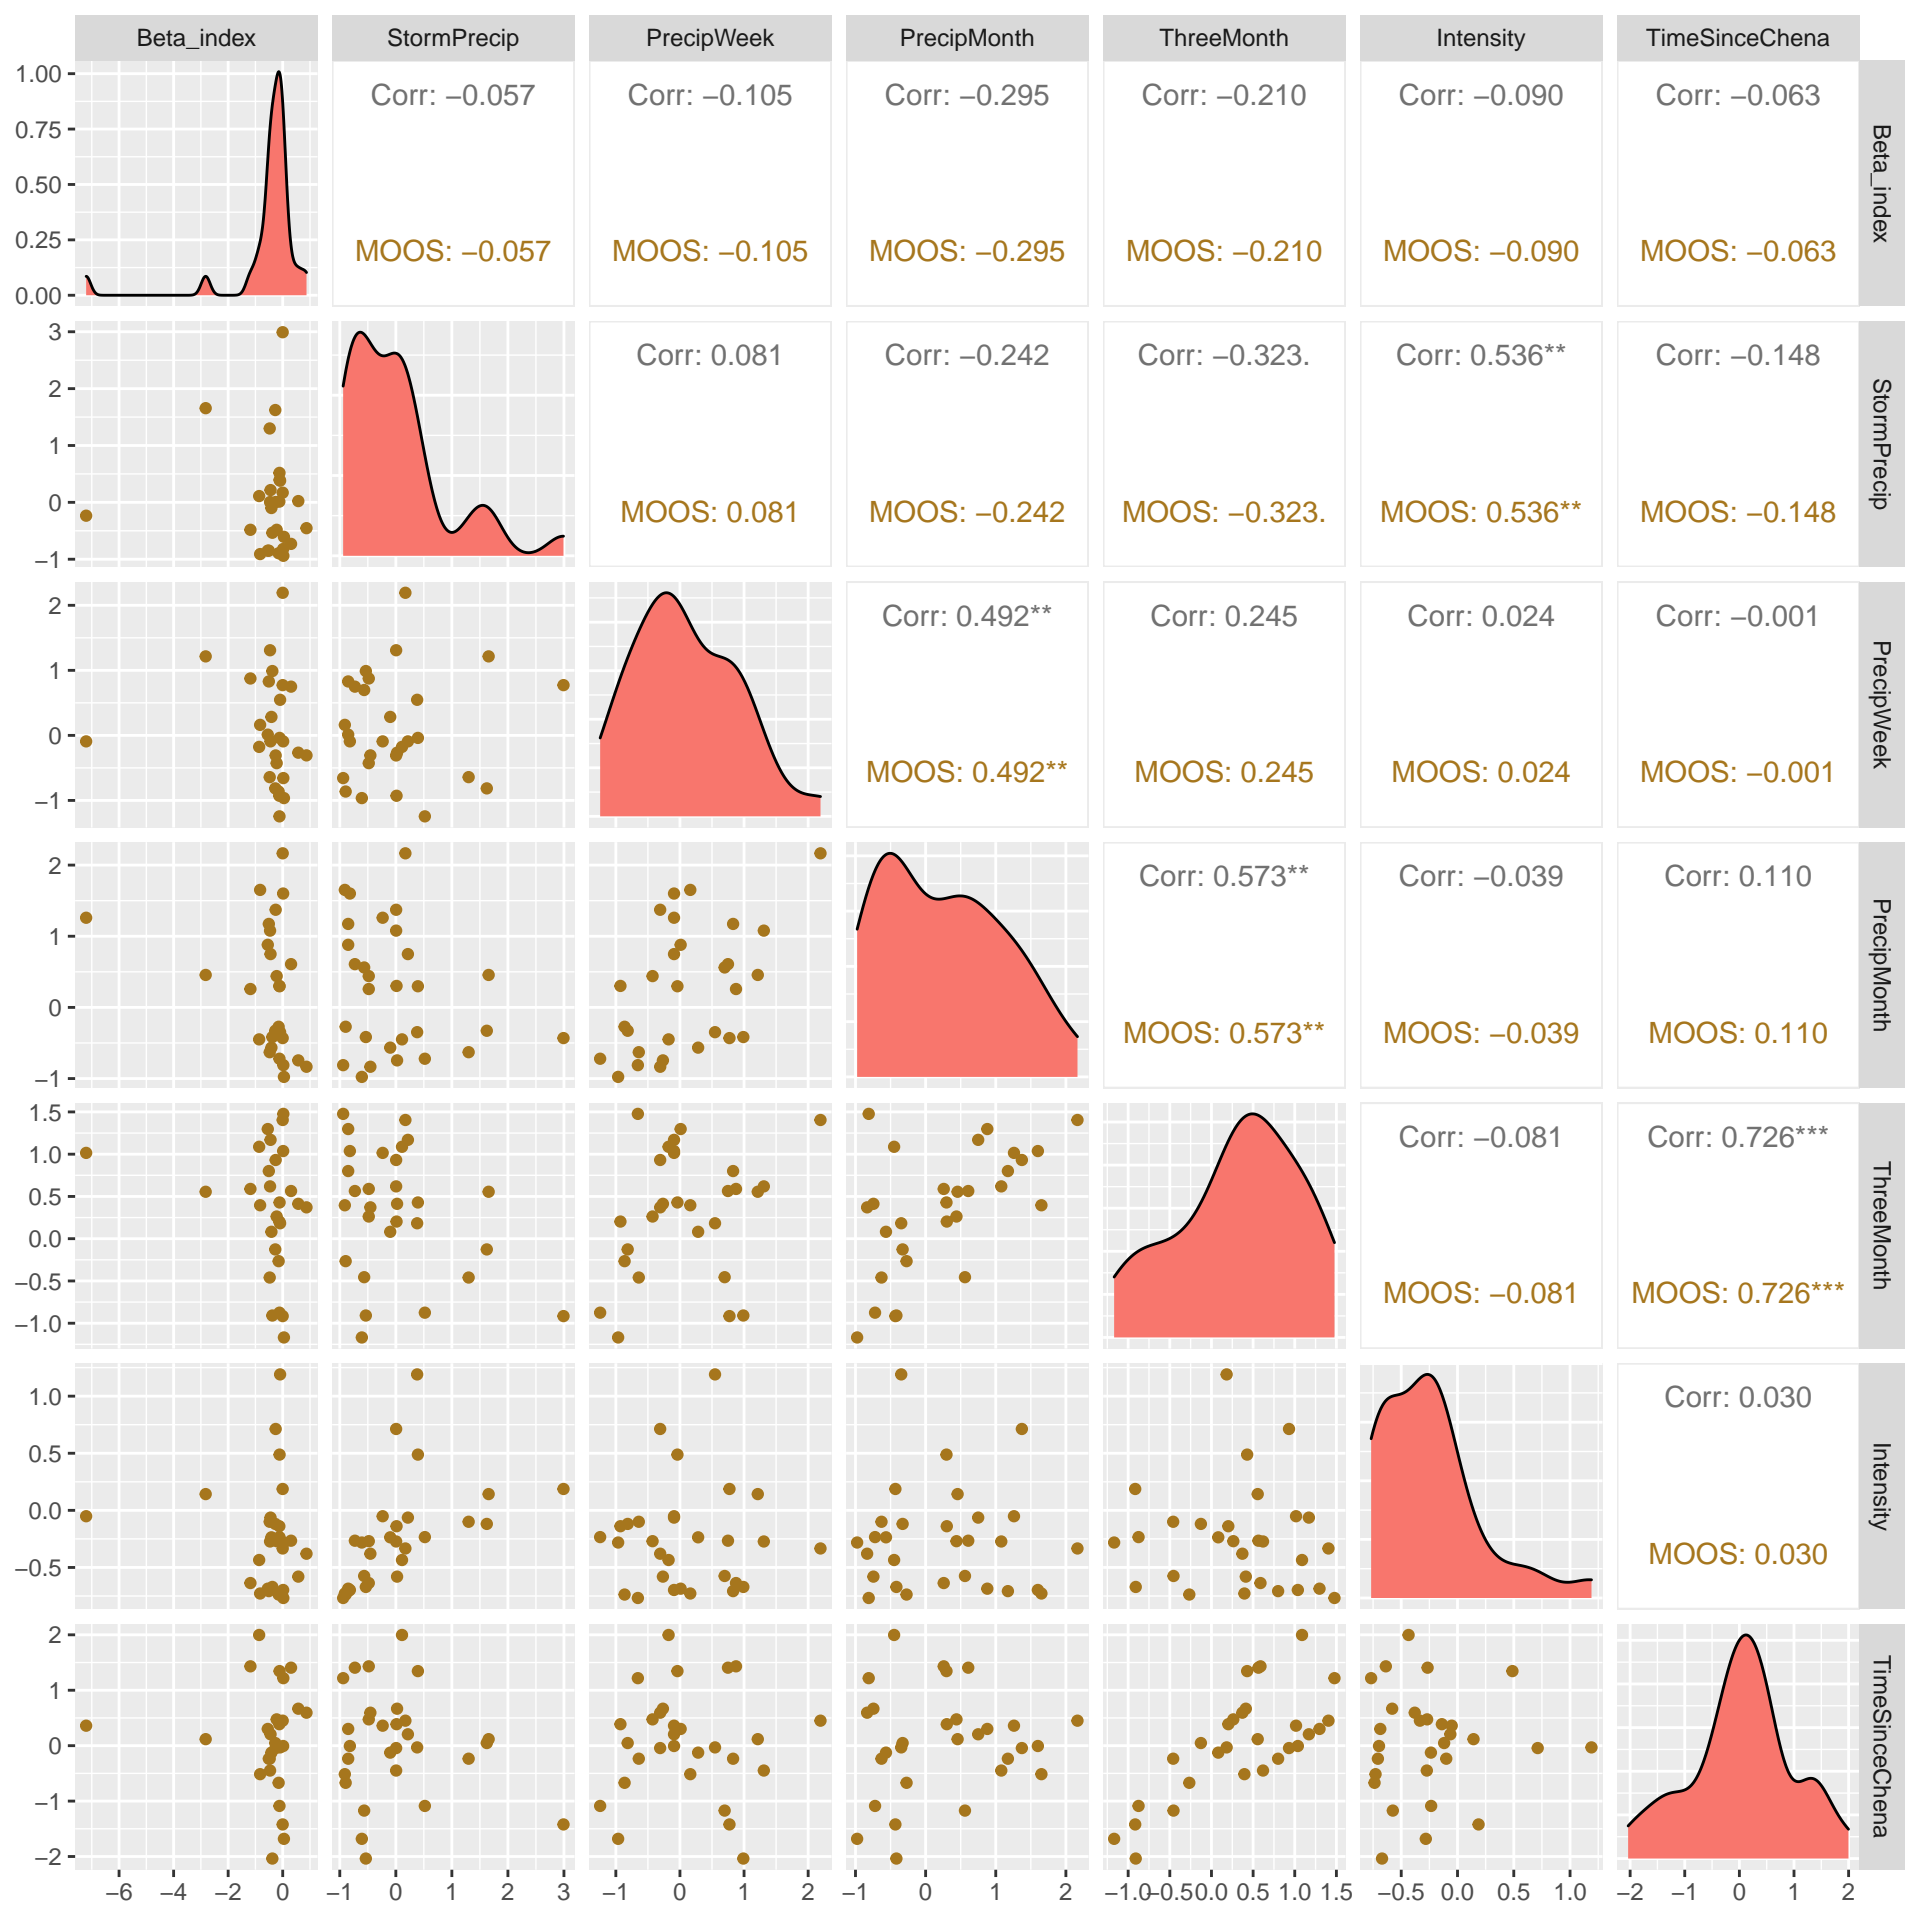 Beta_index StormPrecip PrecipWeek PrecipMonth ThreeMonth Intensity TimeSinceChena
1.00
0.75
0.50
0.25
0.00
Corr: −0.057 Corr: −0.105 Corr: −0.295 Corr: −0.210 Corr: −0.090 Corr: −0.063
MOOS: −0.057 MOOS: −0.105 MOOS: −0.295 MOOS: −0.210 MOOS: −0.090 MOOS: −0.063
Beta_index
3
2
1
0
−1
Corr: 0.081 Corr: −0.242 Corr: −0.323. Corr: 0.536** Corr: −0.148
MOOS: 0.081 MOOS: −0.242 MOOS: −0.323. MOOS: 0.536** MOOS: −0.148
StormPrecip
2
1
0
−1
Corr: 0.492** Corr: 0.245 Corr: 0.024 Corr: −0.001
MOOS: 0.492** MOOS: 0.245 MOOS: 0.024 MOOS: −0.001
PrecipWeek
2
1
0
−1
Corr: 0.573** Corr: −0.039 Corr: 0.110
MOOS: 0.573** MOOS: −0.039 MOOS: 0.110
PrecipMonth
1.5
1.0
0.5
0.0
−0.5
−1.0
Corr: −0.081 Corr: 0.726***
MOOS: −0.081 MOOS: 0.726***
ThreeMonth
1.0
0.5
0.0
−0.5
Corr: 0.030
MOOS: 0.030
Intensity
2
1
0
−1
−2
TimeSinceChena
−6 −4 −2 0 −1 0 1 2 3 −1 0 1 2 −1 0 1 2 −1.0 −0.5 0.0 0.5 1.0 1.5 −0.5 0.0 0.5 1.0 −2 −1 0 1 2